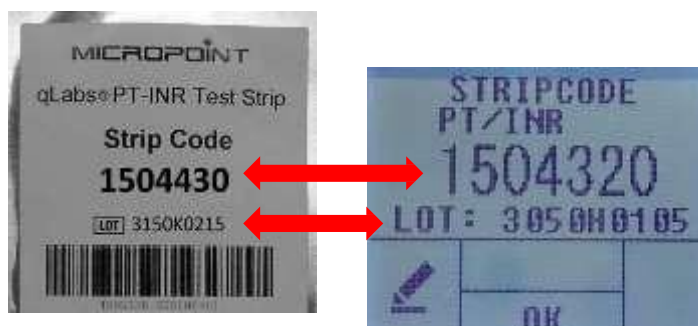 MICROPOINT
qLabs® PT-INR Test Strip
Strip Code
1504430
LOT 3150K0215
STRIPCODE
PT/INR
1504320
LOT: 3050H0105
OK